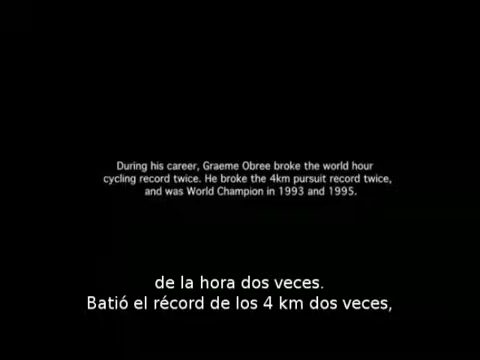 During his career, Graeme Obree broke the world hour
cycling record twice. He broke the 4km pursuit record twice,
and was World Champion in 1993 and 1995.
de la hora dos veces.
Batió el récord de los 4 km dos veces,